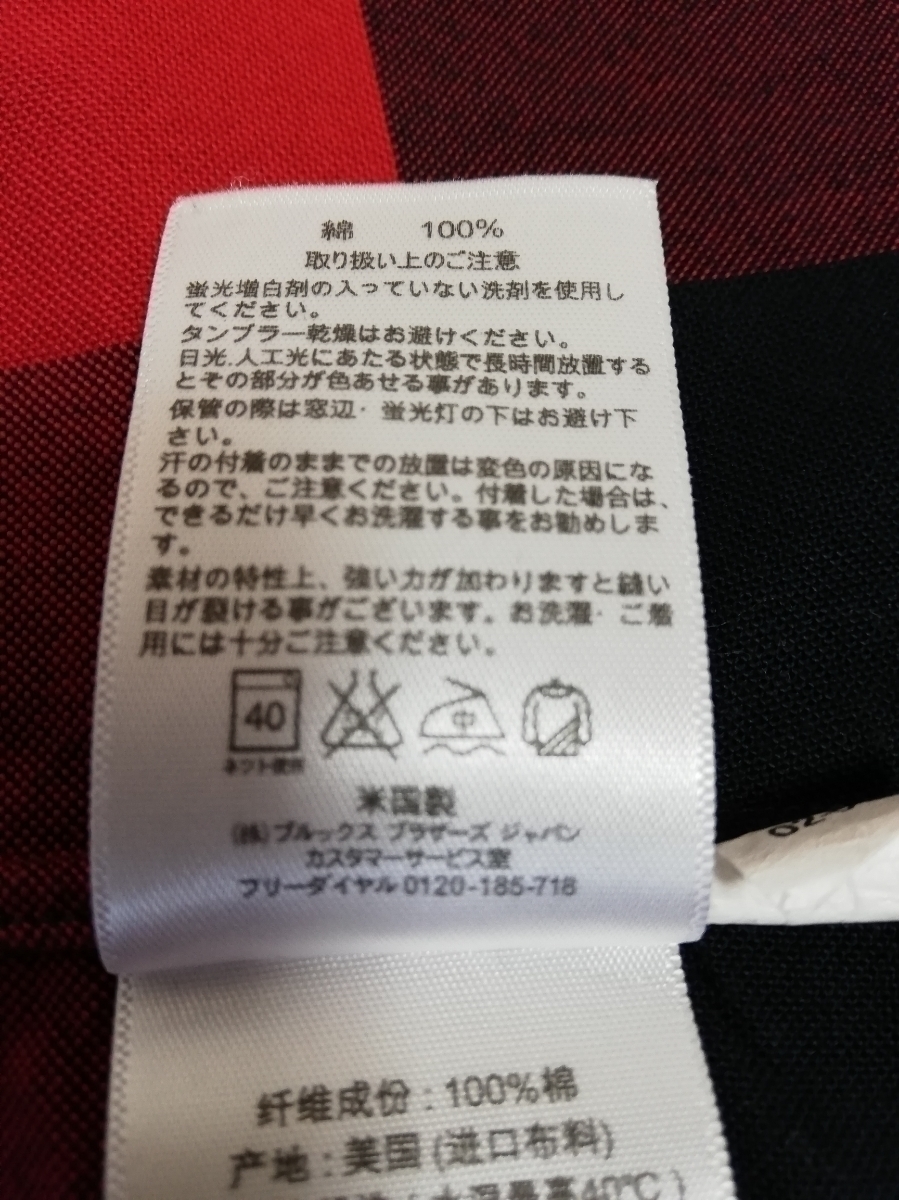 綿 100%
取り扱い上のご注意
蛍光増白剤の入っていない洗剤を使用し
てください。
タンブラー乾燥はお避けください。
日光.人工光にあたる状態で長時間放置する
とその部分が色あせる事があります。
保管の際は窓辺・蛍光灯の下はお避け下
さい。
汗の付着のままでの放置は変色の原因にな
るので、ご注意ください。付着した場合は、
できるだけ早くお洗濯する事をお勧めしま
す。
素材の特性上、強い力が加わりますと縫い
目が裂ける事がございます。お洗濯・ご着
用には十分ご注意ください。
40 中
ネット使用
米国製
(株)ブルックス ブラザーズ ジャパン
カスタマーサービス室
フリーダイヤル0120-185-718
纤维成份:100%棉
产地:美国(进口布料)
水温最高40℃)